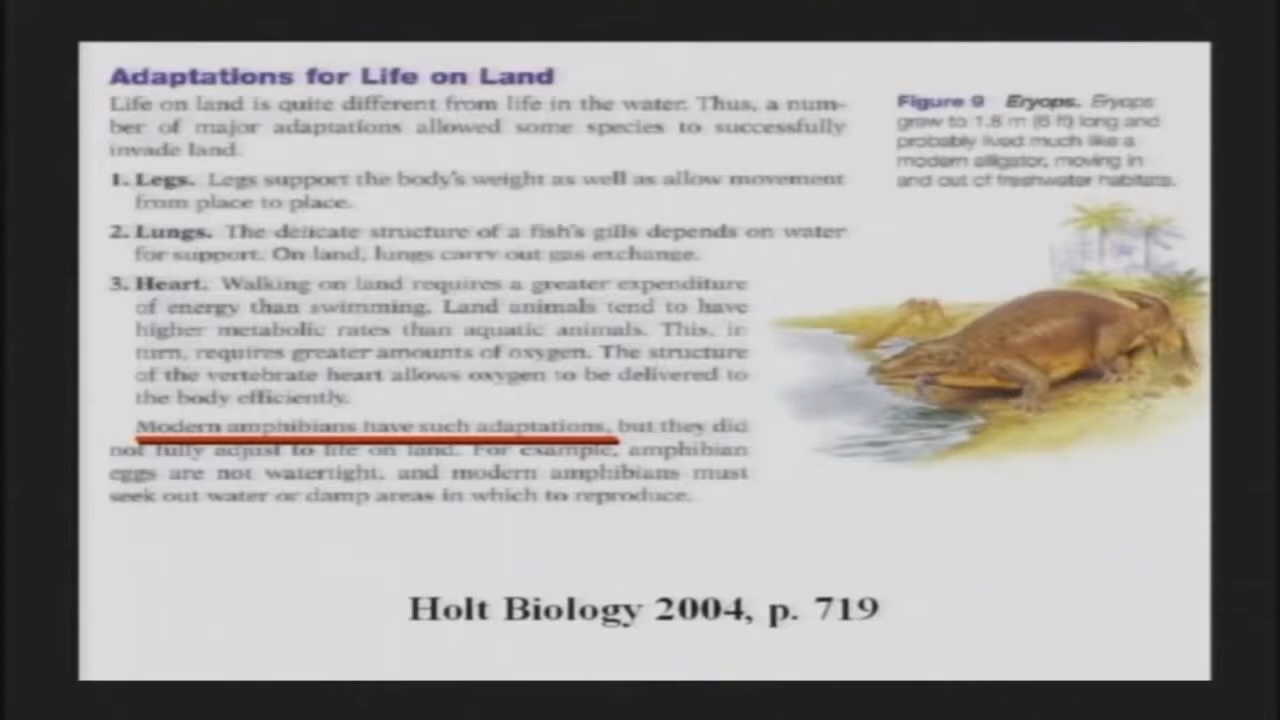 Adaptations for Life on Land
Life on land is quite different from life in the water. Thus, a num-
ber of major adaptations allowed some species to successfully
invade land.
1. Legs. Legs support the body's weight as well as allow movement
from place to place.
2. Lungs. The delicate structure of a fish's gills depends on water
for support. On land, lungs carry out gas exchange.
3. Heart. Walking on land requires a greater expenditure
of energy than swimming. Land animals tend to have
higher metabolic rates than aquatic animals. This, in
turn, requires greater amounts of oxygen. The structure
of the vertebrate heart allows oxygen to be delivered to
the body efficiently.
Modern amphibians have such adaptations, but they did
not fully adjust to life on land. For example, amphibian
eggs are not watertight, and modern amphibians must
seek out water or damp areas in which to reproduce.
Figure 9 Eryops. Eryops
grew to 1.8 m (6 ft) long and
probably lived much like a
modern alligator, moving in
and out of freshwater habitats.
Holt Biology 2004, p. 719